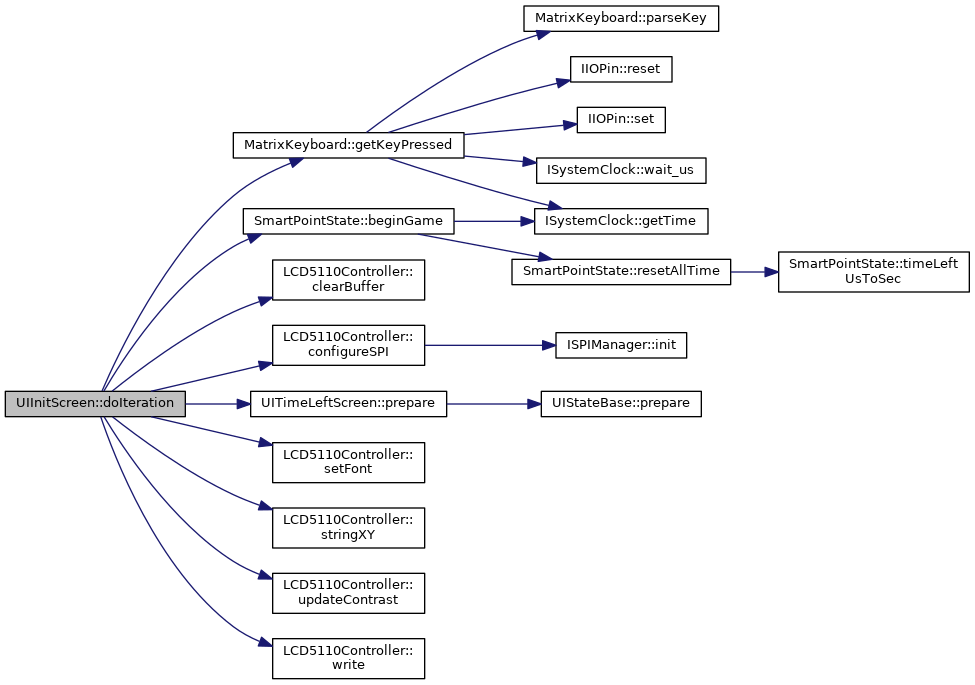 MatrixKeyboard::parseKey
IIOPin::reset
IIOPin::set
MatrixKeyboard::getKeyPressed
ISystemClock::wait_us
SmartPointState::beginGame
ISystemClock::getTime
SmartPointState::resetAllTime
SmartPointState::timeLeft
UsToSec
LCD5110Controller::
clearBuffer
LCD5110Controller::
configureSPI
ISPIManager::init
UIInitScreen::doIteration
UITimeLeftScreen::prepare
UIStateBase::prepare
LCD5110Controller::
setFont
LCD5110Controller::
stringXY
LCD5110Controller::
updateContrast
LCD5110Controller::
write